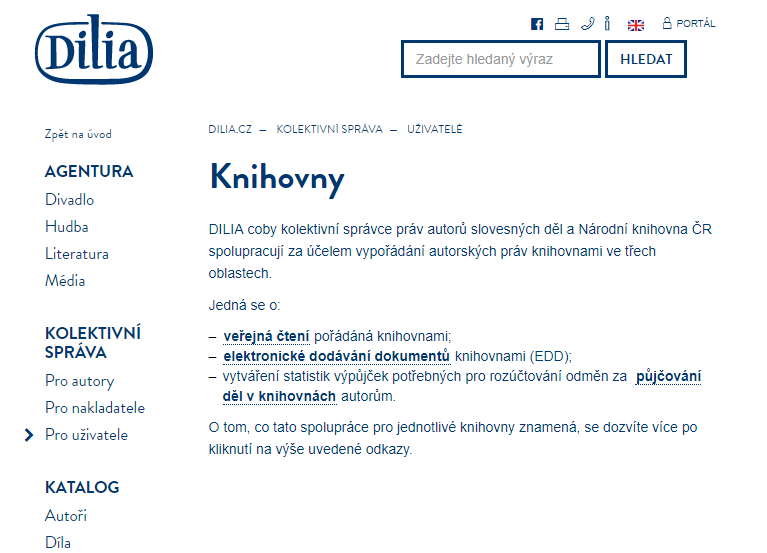 Dilia
PORTÁL
Zadejte hledaný výraz
HLEDAT
Zpět na úvod
AGENTURA
Divadlo
Hudba
Literatura
Média
KOLEKTIVNÍ
SPRÁVA
Pro autory
Pro nakladatele
Pro uživatele
KATALOG
Autoři
Díla
DILIA.CZ – KOLEKTIVNÍ SPRÁVA – UŽIVATELÉ
Knihovny
DILIA coby kolektivní správce práv autorů slovesných děl a Národní knihovna ČR
spolupracují za účelem vypořádání autorských práv knihovnami ve třech
oblastech.
Jedná se o:
– veřejná čtení pořádáná knihovnami;
– elektronické dodávání dokumentů knihovnami (EDD);
– vytváření statistik výpůjček potřebných pro rozúčtování odměn za půjčování
děl v knihovnách autorům.
O tom, co tato spolupráce pro jednotlivé knihovny znamená, se dozvíte více po
kliknutí na výše uvedené odkazy.